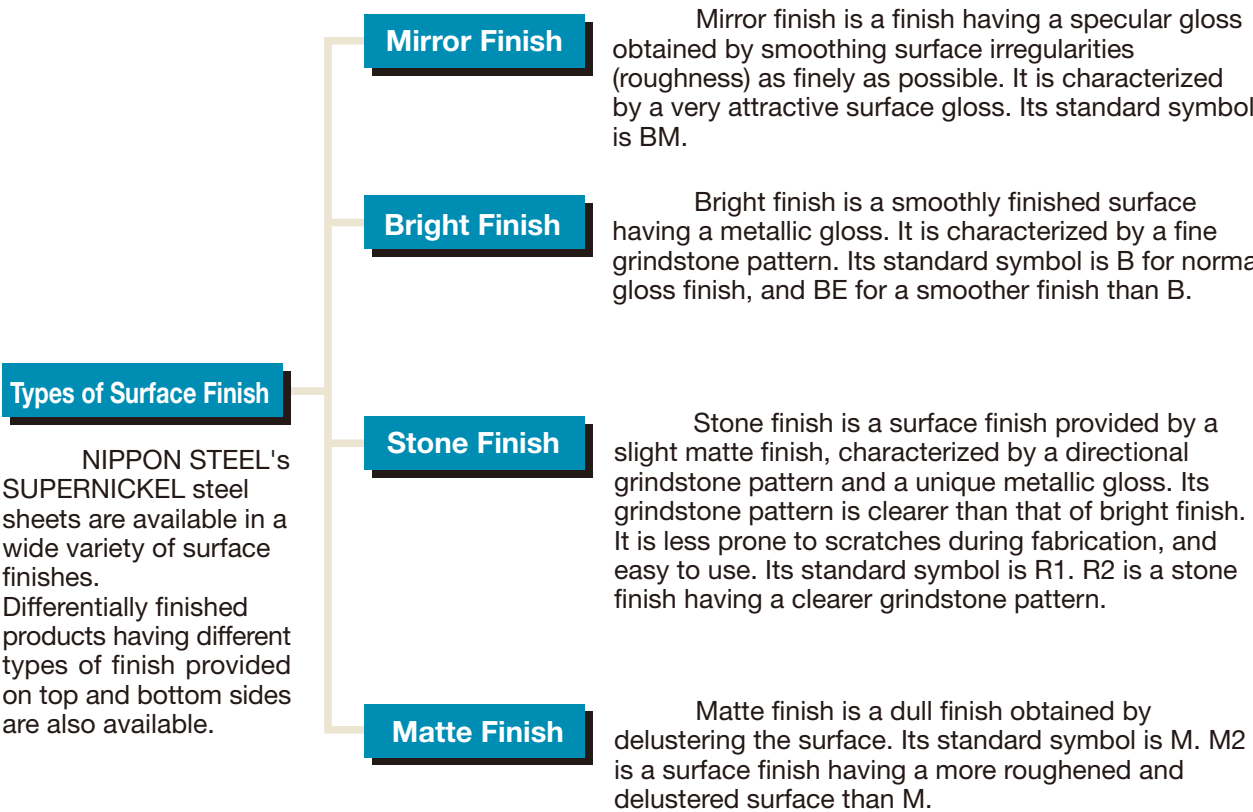 Mirror Finish
Mirror finish is a finish having a specular gloss
obtained by smoothing surface irregularities
(roughness) as finely as possible. It is characterized
by a very attractive surface gloss. Its standard symbol
is BM.
Bright Finish
Bright finish is a smoothly finished surface
having a metallic gloss. It is characterized by a fine
grindstone pattern. Its standard symbol is B for norma
gloss finish, and BE for a smoother finish than B.
Types of Surface Finish
NIPPON STEEL's
SUPERNICKEL steel
sheets are available in a
wide variety of surface
finishes.
Differentially finished
products having different
types of finish provided
on top and bottom sides
are also available.
Stone Finish
Stone finish is a surface finish provided by a
slight matte finish, characterized by a directional
grindstone pattern and a unique metallic gloss. Its
grindstone pattern is clearer than that of bright finish.
It is less prone to scratches during fabrication, and
easy to use. Its standard symbol is R1. R2 is a stone
finish having a clearer grindstone pattern.
Matte Finish
Matte finish is a dull finish obtained by
delustering the surface. Its standard symbol is M. M2
is a surface finish having a more roughened and
delustered surface than M.